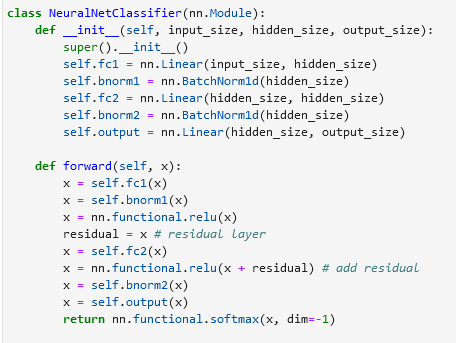 class NeuralNetClassifier(nn.Module):
    def __init__(self, input_size, hidden_size, output_size):
        super().__init__()
        self.fc1 = nn.Linear(input_size, hidden_size)
        self.bnorm1 = nn.BatchNorm1d(hidden_size)
        self.fc2 = nn.Linear(hidden_size, hidden_size)
        self.bnorm2 = nn.BatchNorm1d(hidden_size)
        self.output = nn.Linear(hidden_size, output_size)

    def forward(self, x):
        x = self.fc1(x)
        x = self.bnorm1(x)
        x = nn.functional.relu(x)
        residual = x # residual layer
        x = self.fc2(x)
        x = nn.functional.relu(x + residual) # add residual
        x = self.bnorm2(x)
        x = self.output(x)
        return nn.functional.softmax(x, dim=-1)